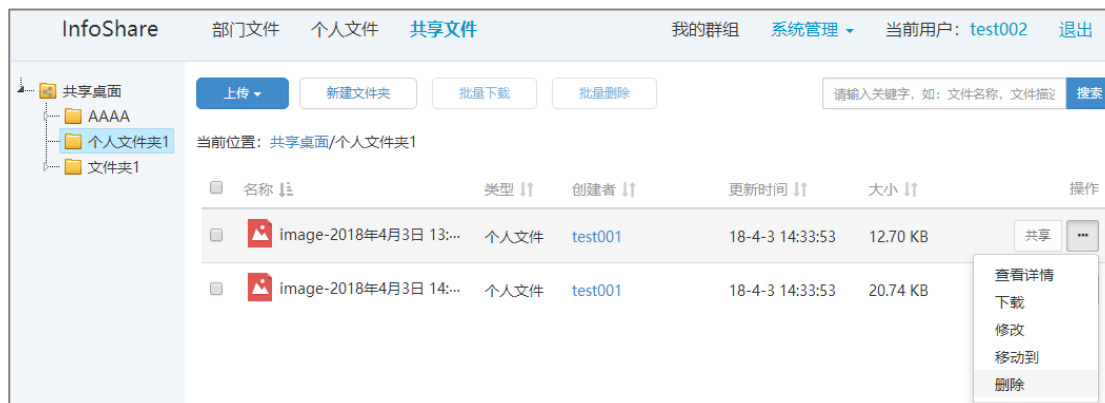 InfoShare 部门文件 个人文件 共享文件 我的群组 系统管理 当前用户：test002 退出
共享桌面
AAAA
个人文件夹1
文件夹1
上传 新建文件夹 批量下载 批量删除 请输入关键字，如：文件名称，文件描述 搜索
当前位置：共享桌面/个人文件夹1
名称 类型 创建者 更新时间 大小 操作
image-2018年4月3日 13:... 个人文件 test001 18-4-3 14:33:53 12.70 KB 共享 ...
image-2018年4月3日 14:... 个人文件 test001 18-4-3 14:33:53 20.74 KB
查看详情
下载
修改
移动到
删除